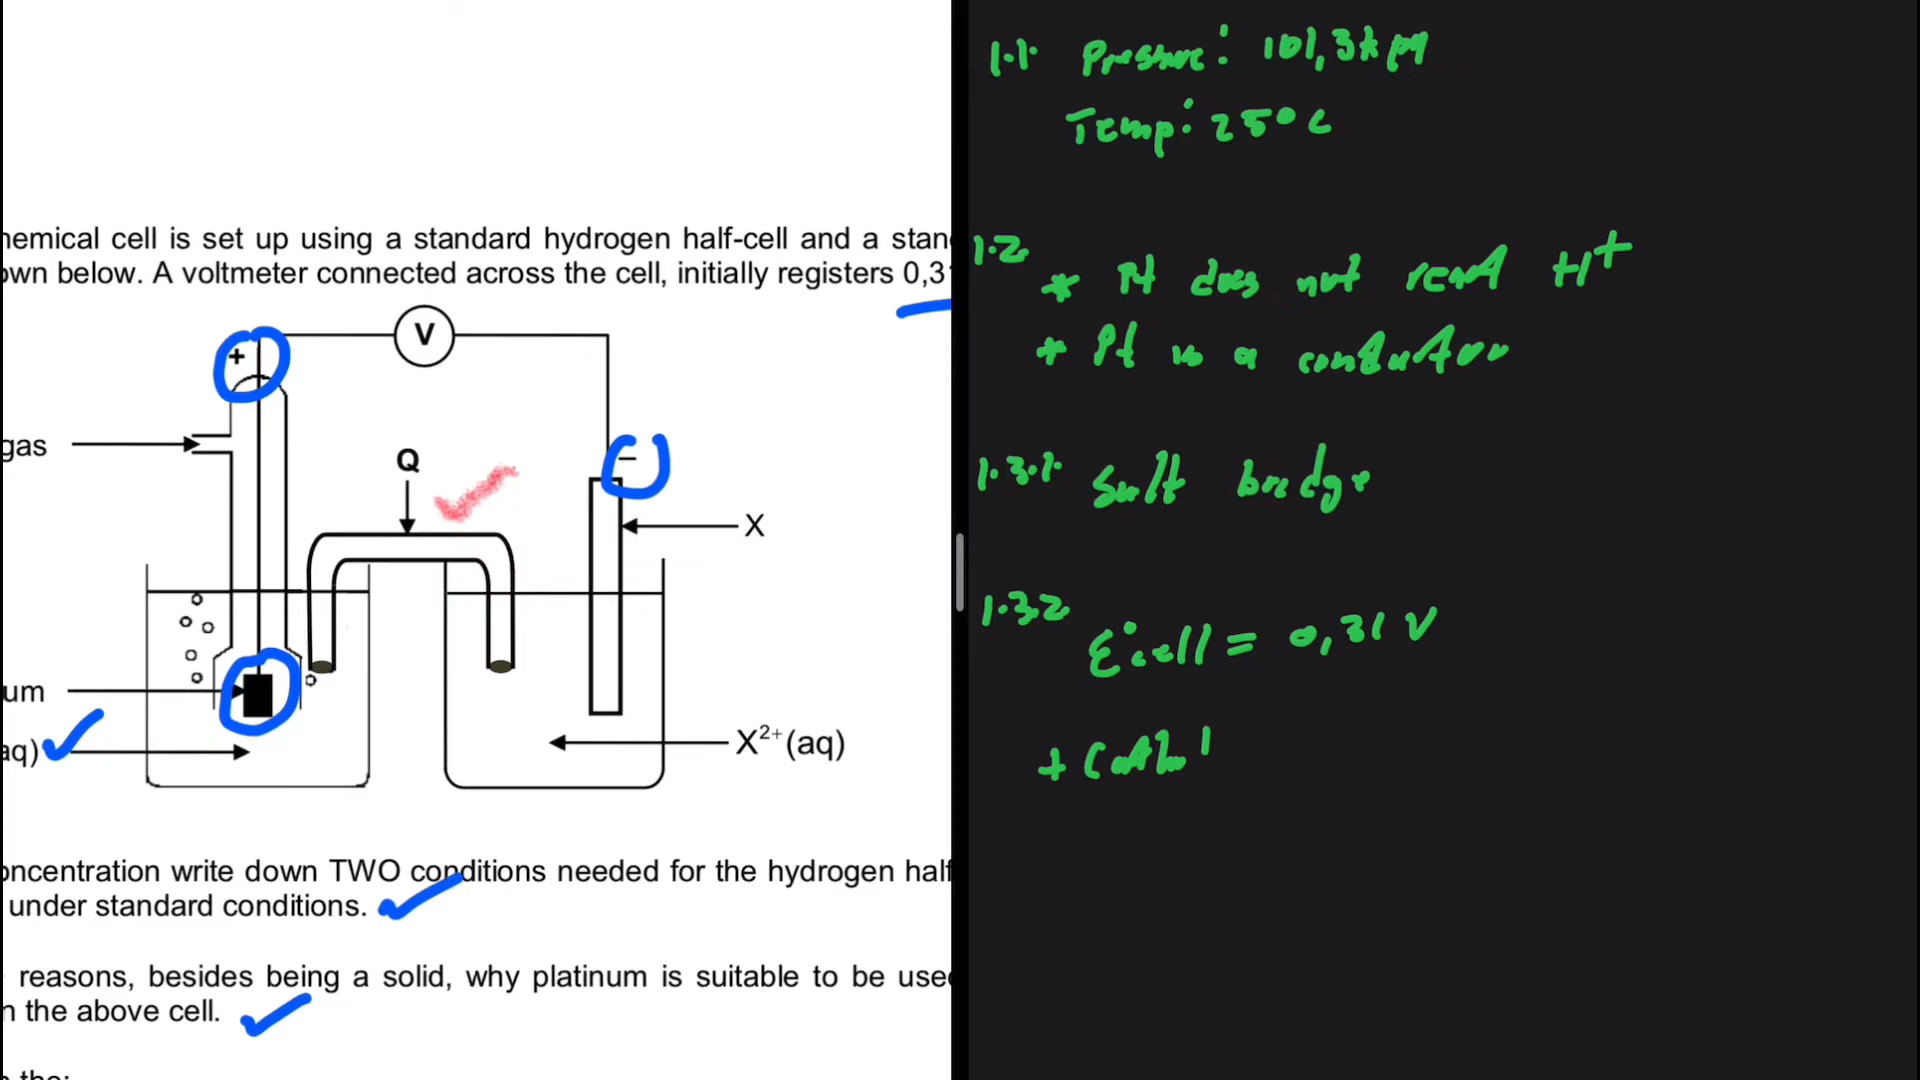 hemical cell is set up using a standard hydrogen half-cell and a stan
own below. A voltmeter connected across the cell, initially registers 0,31
+
V
gas
Q
–
X
um
aq)
X²⁺(aq)
oncentration write down TWO conditions needed for the hydrogen half
under standard conditions.
reasons, besides being a solid, why platinum is suitable to be use
n the above cell.
the:
1.1. Pressure: 101,3kpa
Temp: 25°C
1.2
* Pt does not react H⁺
* Pt is a conductor
1.3.1. Salt bridge
1.3.2
E°cell = 0,31 V
+